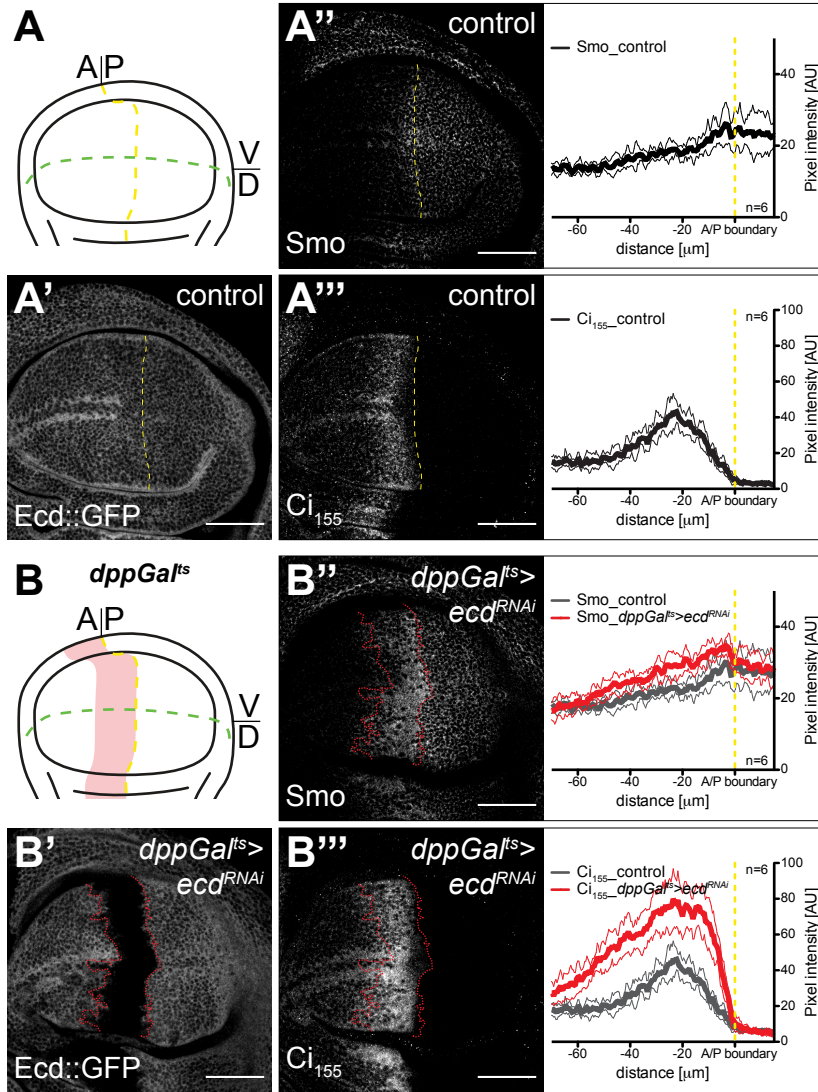 A
A|P
V
D
A''
control
Smo
Smo_control
40
20
0
Pixel intensity [AU]
n=6
-60
-40
-20
A/P boundary
distance [µm]
A'
control
Ecd::GFP
A'''
control
Ci155
Ci155_control
100
80
60
40
20
0
Pixel intensity [AU]
n=6
-60
-40
-20
A/P boundary
distance [µm]
B
dppGalts
A|P
V
D
B''
dppGalts>
ecdRNAi
Smo
Smo_control
Smo_dppGalts>ecdRNAi
40
20
0
Pixel intensity [AU]
n=6
-60
-40
-20
A/P boundary
distance [µm]
B'
dppGalts>
ecdRNAi
Ecd::GFP
B'''
dppGalts>
ecdRNAi
Ci155
Ci155_control
Ci155_dppGalts>ecdRNAi
n=6
100
80
60
40
20
0
Pixel intensity [AU]
-60
-40
-20
A/P boundary
distance [µm]